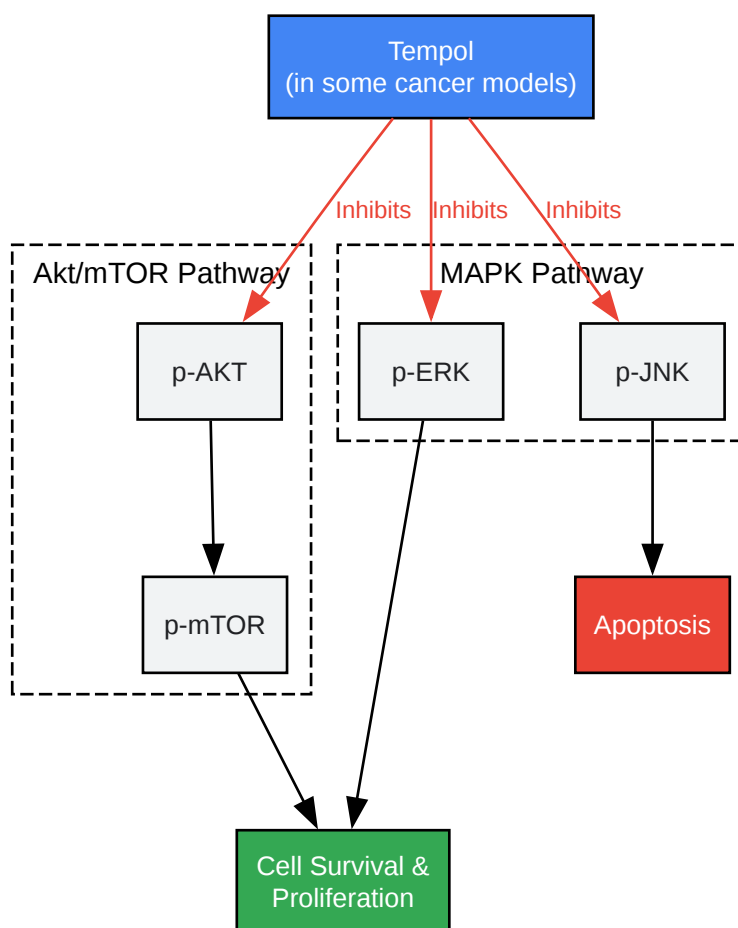 Tempol
(in some cancer models)
Inhibits
Inhibits
Inhibits
Akt/mTOR Pathway
MAPK Pathway
p-AKT
p-ERK
p-JNK
p-mTOR
Apoptosis
Cell Survival &
Proliferation